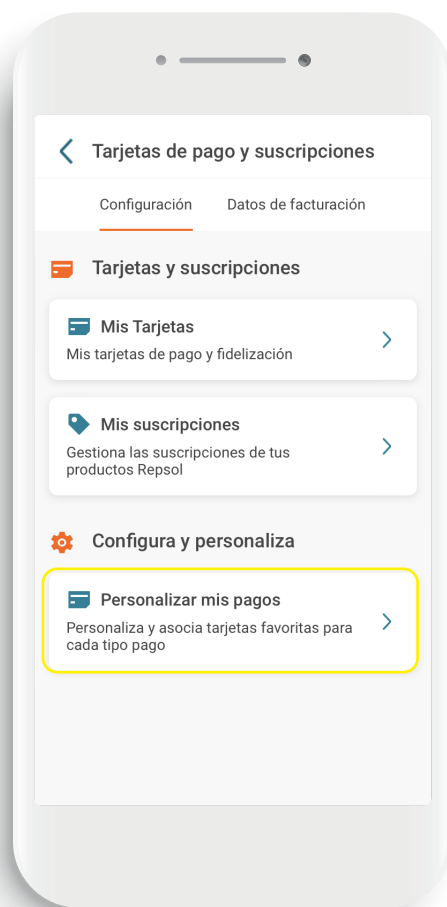 Tarjetas de pago y suscripciones
Configuración Datos de facturación
Tarjetas y suscripciones
Mis Tarjetas
Mis tarjetas de pago y fidelización
Mis suscripciones
Gestiona las suscripciones de tus
productos Repsol
Configura y personaliza
Personalizar mis pagos
Personaliza y asocia tarjetas favoritas para
cada tipo pago